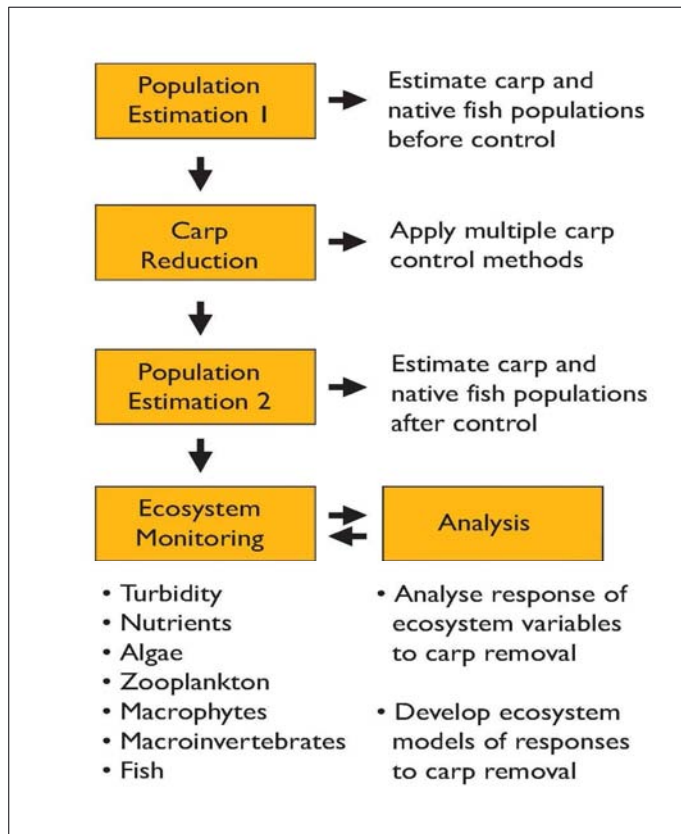 Population
Estimation 1
Estimate carp and
native fish populations
before control
Carp
Reduction
Apply multiple carp
control methods
Population
Estimation 2
Estimate carp and
native fish populations
after control
Ecosystem
Monitoring
Analysis
• Turbidity
• Nutrients
• Algae
• Zooplankton
• Macrophytes
• Macroinvertebrates
• Fish
• Analyse response of
ecosystem variables
to carp removal
• Develop ecosystem
models of responses
to carp removal